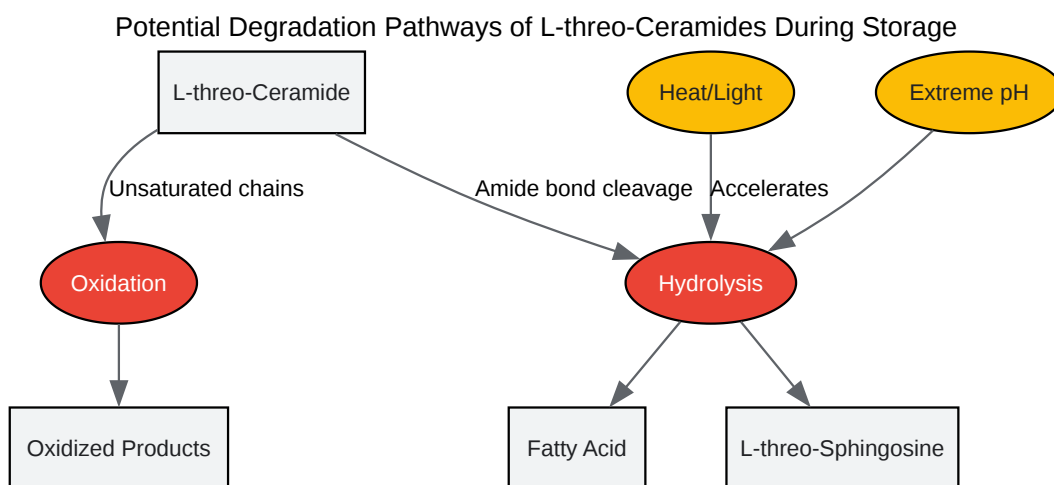 Potential Degradation Pathways of L-threo-Ceramides During Storage
L-threo-Ceramide
Heat/Light
Extreme pH
Unsaturated chains
Amide bond cleavage
Accelerates
Oxidation
Hydrolysis
Oxidized Products
Fatty Acid
L-threo-Sphingosine